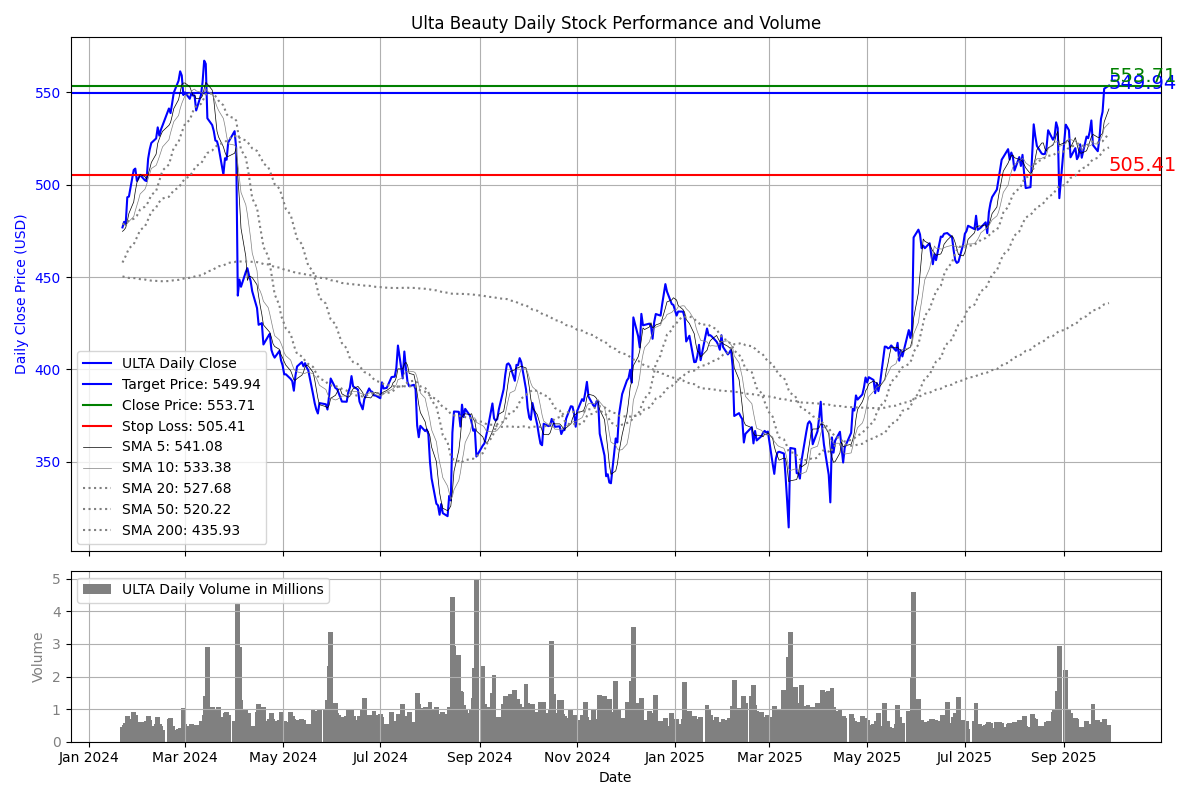 Ulta Beauty Daily Stock Performance and Volume
Daily Close Price (USD)
550
500
450
400
350
553.71
549.94
505.41
ULTA Daily Close
Target Price: 549.94
Close Price: 553.71
Stop Loss: 505.41
SMA 5: 541.08
SMA 10: 533.38
SMA 20: 527.68
SMA 50: 520.22
SMA 200: 435.93
Volume
5
4
3
2
1
0
ULTA Daily Volume in Millions
Jan 2024 Mar 2024 May 2024 Jul 2024 Sep 2024 Nov 2024 Jan 2025 Mar 2025 May 2025 Jul 2025 Sep 2025
Date